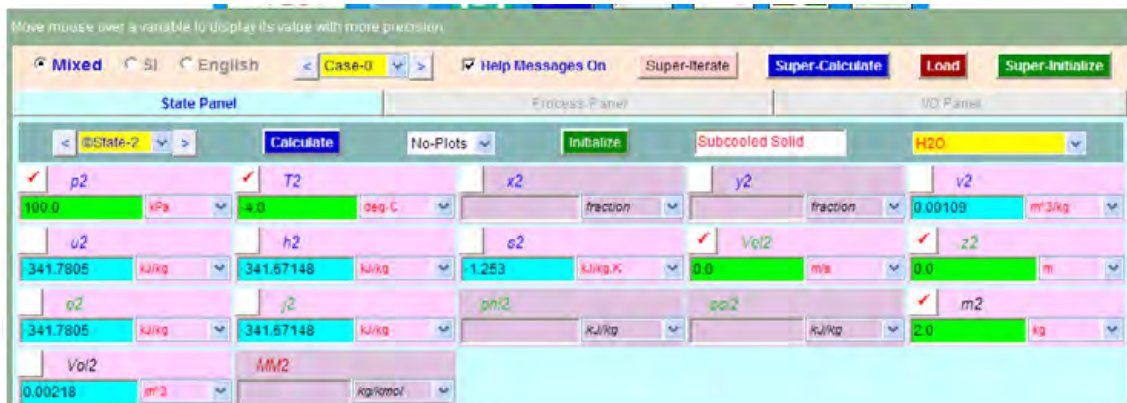 Move mouse over a variable to display its value with more precision.
Mixed SI English < Case-0 > Help Messages On Super-Iterate Super-Calculate Load Super-Initialize
State Panel Process Panel I/O Panel
< ©State-2 > Calculate No-Plots Initialize Subcooled Solid H2O
p2 T2 x2 y2 v2
100.0 kPa -4.0 deg-C fraction fraction 0.00109 m^3/kg
u2 h2 s2 Vel2 z2
-341.7805 kJ/kg -341.67148 kJ/kg -1.253 kJ/kg.K 0.0 m/s 0.0 m
e2 j2 phi2 psi2 m2
-341.7805 kJ/kg -341.67148 kJ/kg kJ/kg kJ/kg 2.0 kg
Vol2 MM2
0.00218 m^3 kg/kmol